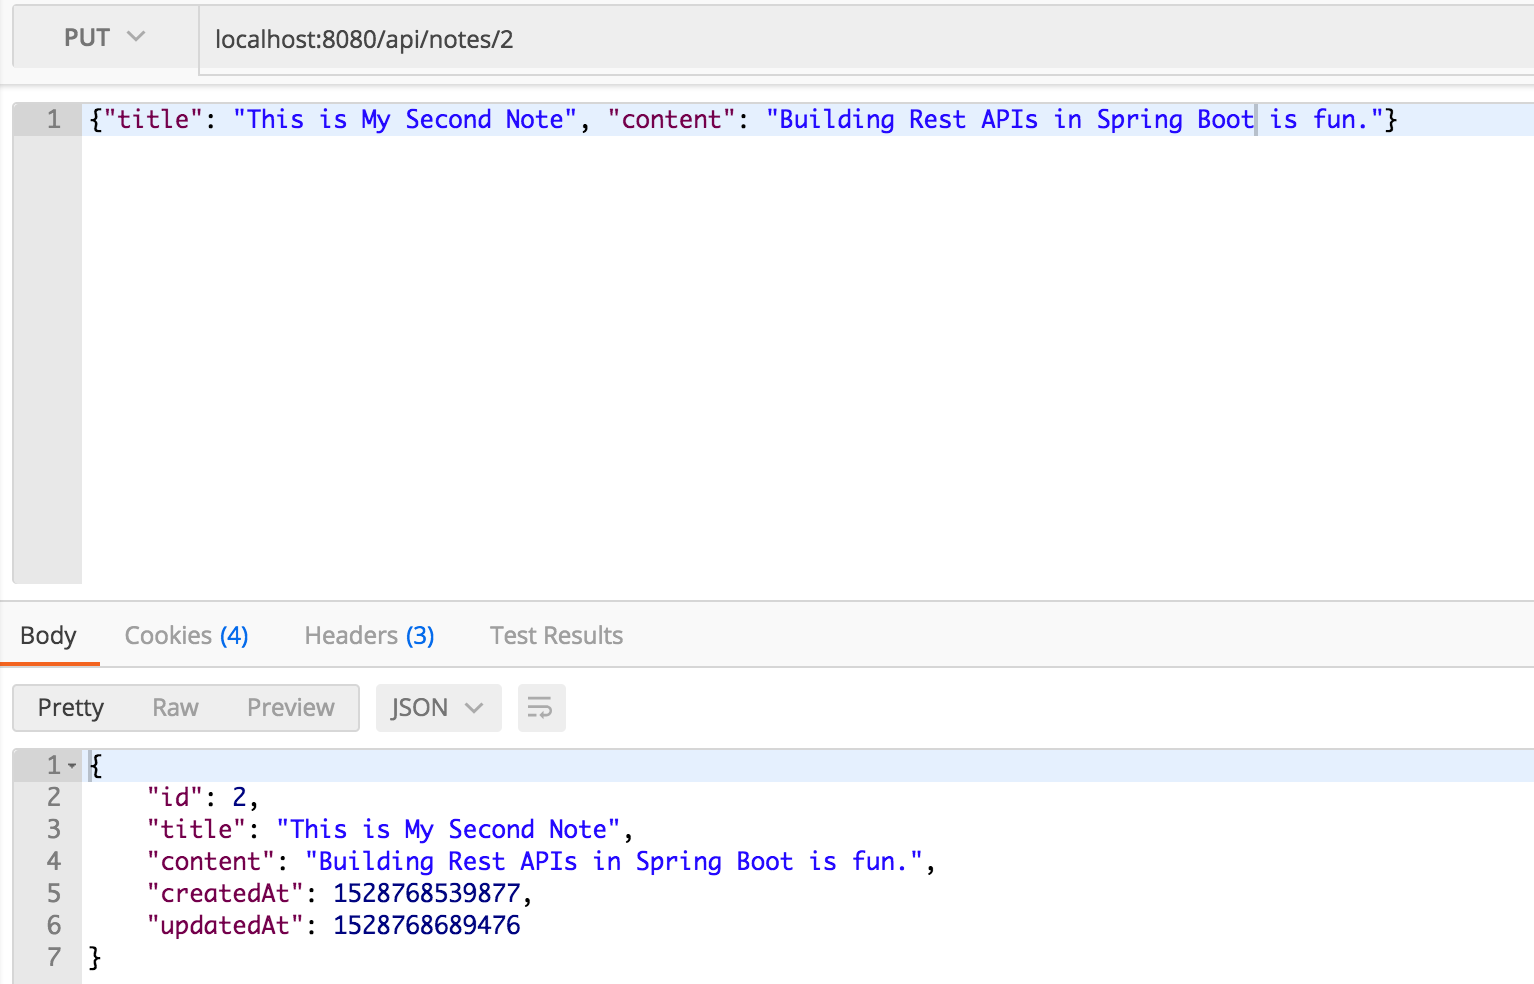 PUT localhost:8080/api/notes/2
1 {"title": "This is My Second Note", "content": "Building Rest APIs in Spring Boot is fun."}
Body Cookies (4) Headers (3) Test Results
Pretty Raw Preview JSON
1 {
2 "id": 2,
3 "title": "This is My Second Note",
4 "content": "Building Rest APIs in Spring Boot is fun.",
5 "createdAt": 1528768539877,
6 "updatedAt": 1528768689476
7 }